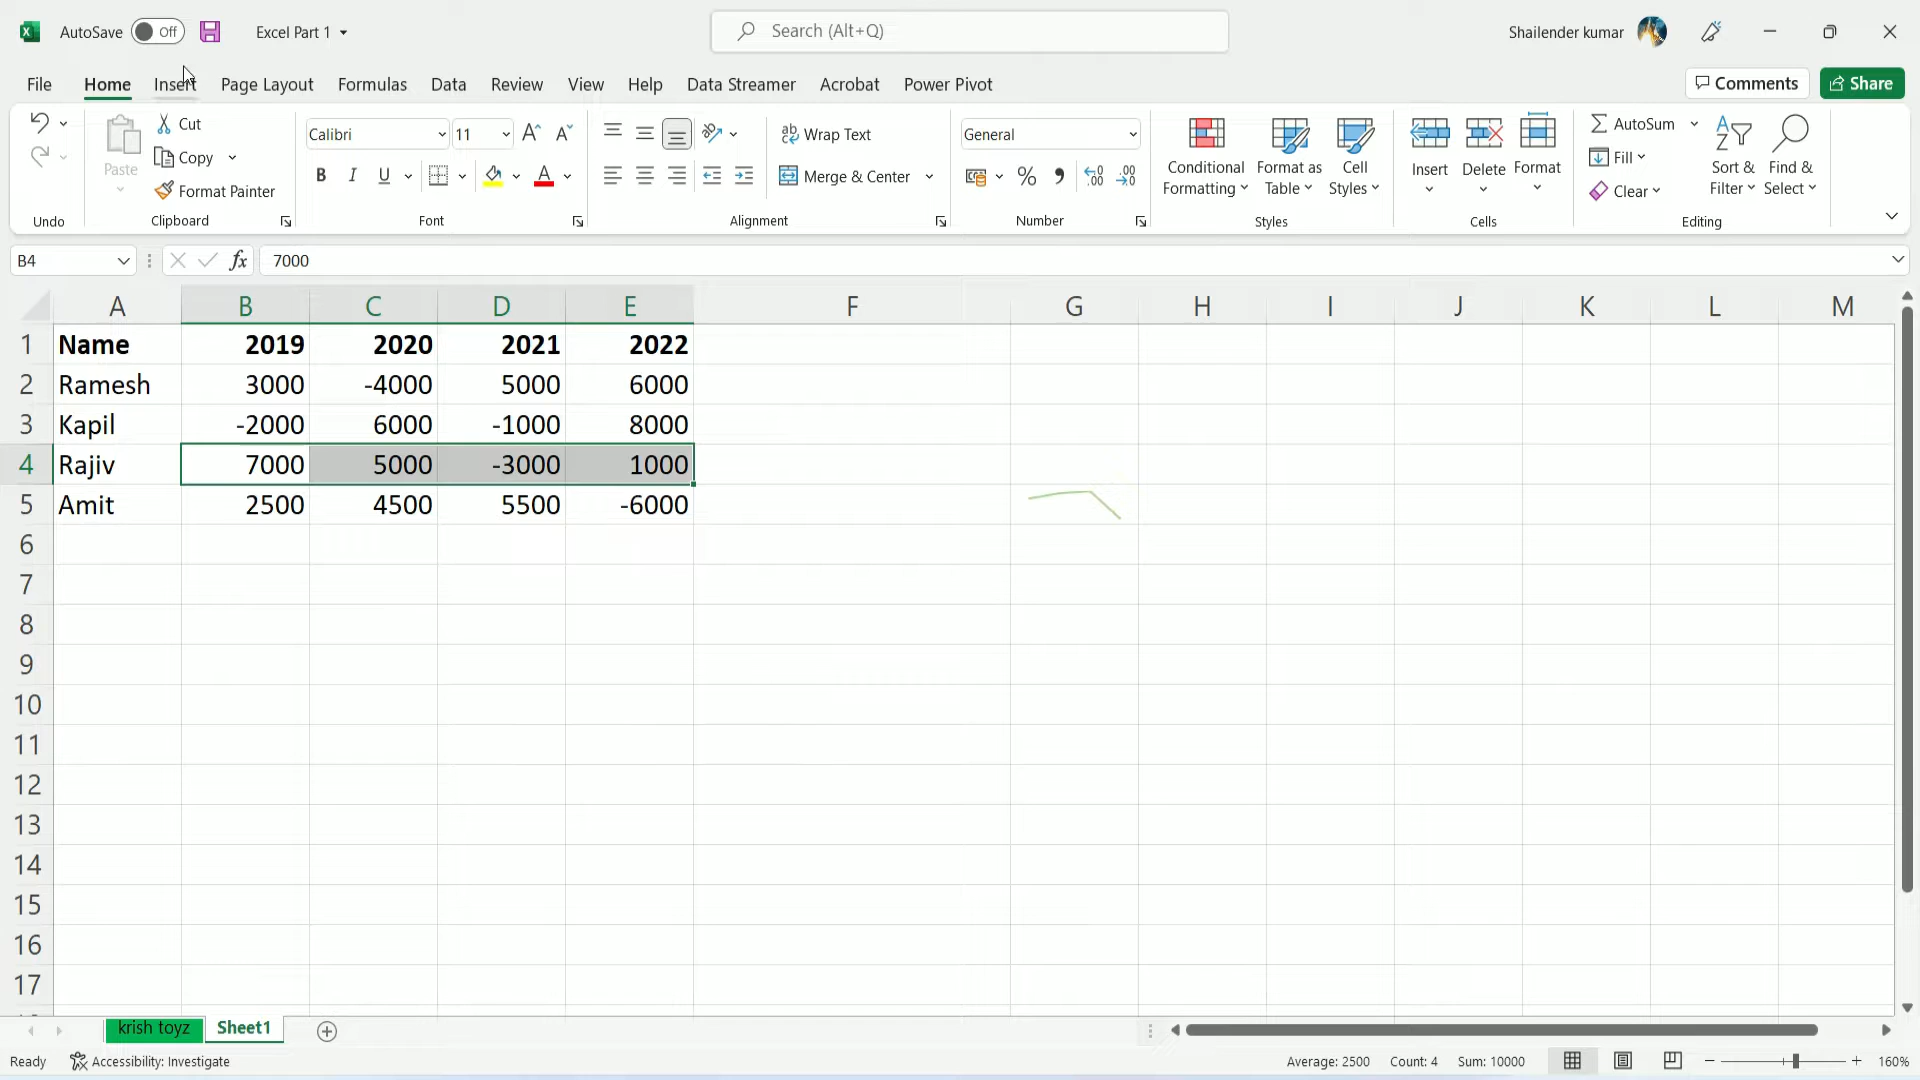 AutoSave Off Excel Part 1 Search (Alt+Q) Shailender kumar
File Home Insert Page Layout Formulas Data Review View Help Data Streamer Acrobat Power Pivot Comments Share
Paste Cut Copy Format Painter
Calibri 11
B I U A
Wrap Text
Merge & Center
General
% 9
Conditional Formatting Format as Table Cell Styles
Insert Delete Format
AutoSum Fill Clear
Sort & Filter Find & Select
Undo Clipboard Font Alignment Number Styles Cells Editing
B4 fx 7000
A B C D E F G H I J K L M
1 Name 2019 2020 2021 2022
2 Ramesh 3000 -4000 5000 6000
3 Kapil -2000 6000 -1000 8000
4 Rajiv 7000 5000 -3000 1000
5 Amit 2500 4500 5500 -6000
6
7
8
9
10
11
12
13
14
15
16
17
krish toyz Sheet1
Ready Accessibility: Investigate Average: 2500 Count: 4 Sum: 10000 160%